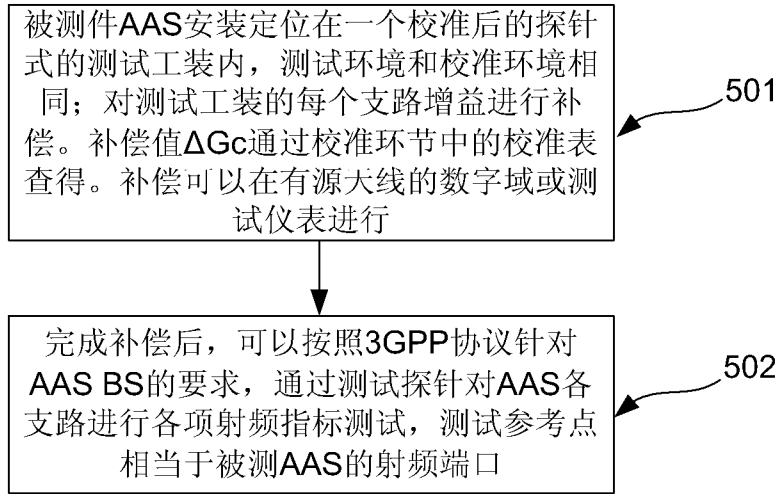 被测件AAS安装定位在一个校准后的探针
式的测试工装内，测试环境和校准环境相
同；对测试工装的每个支路增益进行补
偿。补偿值ΔGc通过校准环节中的校准表
查得。补偿可以在有源大线的数字域或测
试仪表进行
501
完成补偿后，可以按照3GPP协议针对
AAS BS的要求，通过测试探针对AAS各
支路进行各项射频指标测试，测试参考点
相当于被测AAS的射频端口
502